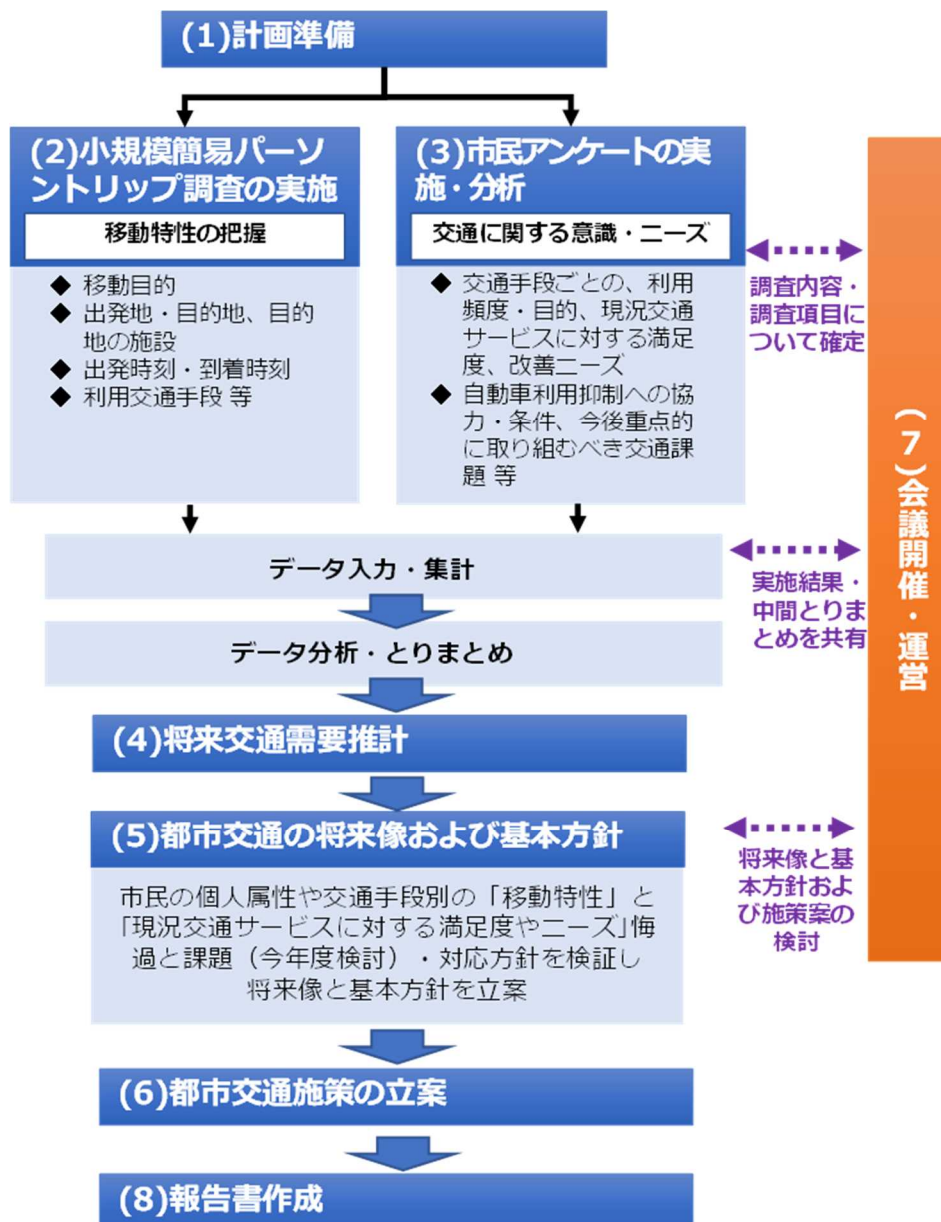 (1)計画準備
(2)小規模簡易パーソ
ントリップ調査の実施
移動特性の把握
◆ 移動目的
◆ 出発地・目的地、目的
地の施設
◆ 出発時刻・到着時刻
◆ 利用交通手段 等
(3)市民アンケートの実
施・分析
交通に関する意識・ニーズ
◆ 交通手段ごとの、利用
頻度・目的、現況交通
サービスに対する満足
度、改善ニーズ
◆ 自動車利用抑制への協
力・条件、今後重点的
に取り組むべき交通課
題 等
調査内容・
調査項目に
ついて確定
データ入力・集計
実施結果・
中間とりま
とめを共有
データ分析・とりまとめ
(4)将来交通需要推計
(5)都市交通の将来像および基本方針
市民の個人属性や交通手段別の「移動特性」と
「現況交通サービスに対する満足度やニーズ」悔
過と課題（今年度検討）・対応方針を検証し
将来像と基本方針を立案
将来像と基
本方針およ
び施策案の
検討
(6)都市交通施策の立案
(8)報告書作成
(7)会議開催・運営